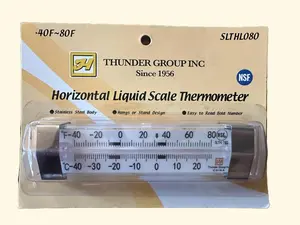 -40F~80F
SLTHL080
THUNDER GROUP INC
Since 1956
NSF
Horizontal Liquid Scale Thermometer
Stainless Steel Body
Hangs or Stand Design
Easy to Read Bold Number
°F-40 -20 0 20 40 60 80
°C-40 -30 -20 -10 0 10 20